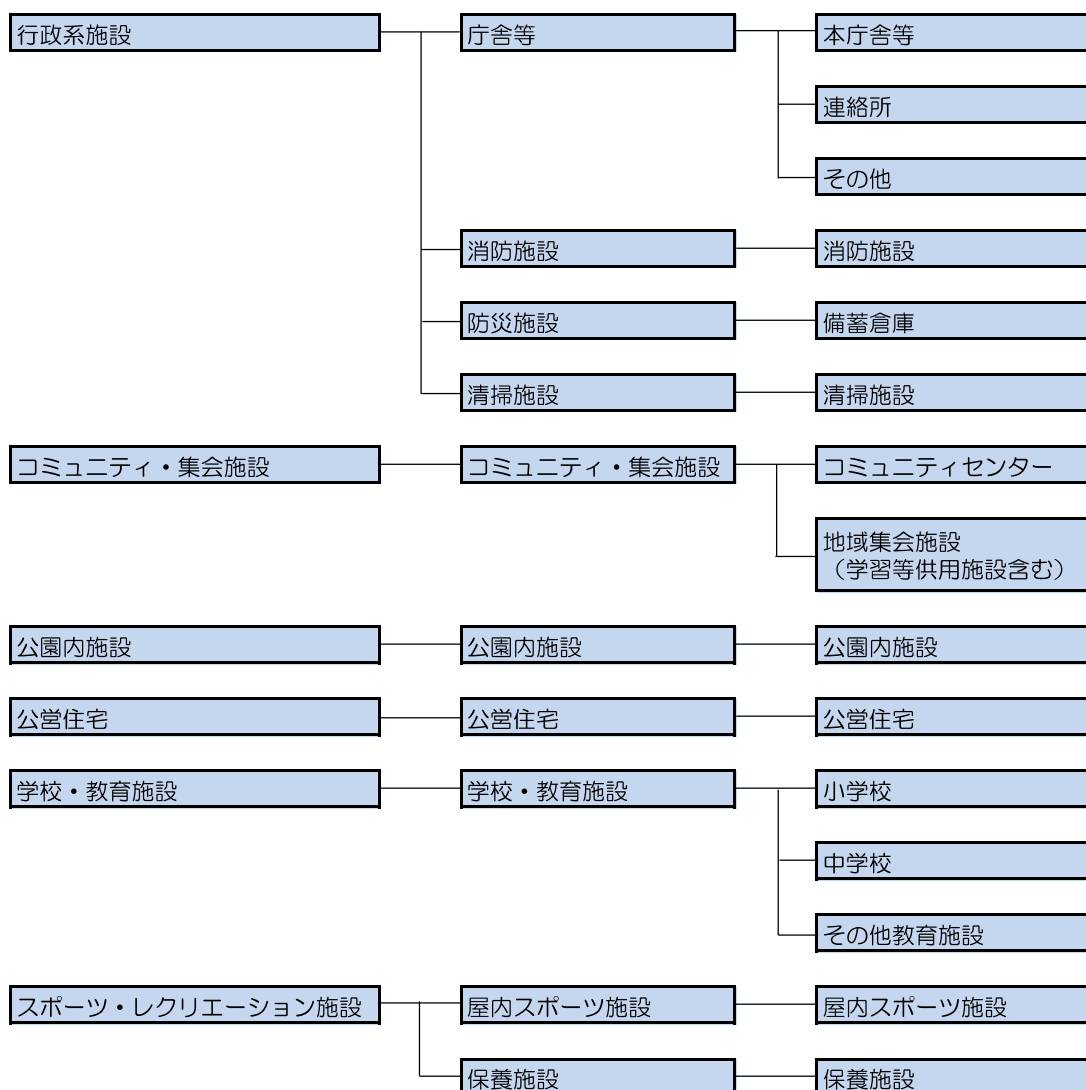 行政系施設
庁舎等
本庁舎等
連絡所
その他
消防施設
消防施設
防災施設
備蓄倉庫
清掃施設
清掃施設
コミュニティ・集会施設
コミュニティ・集会施設
コミュニティセンター
地域集会施設
（学習等供用施設含む）
公園内施設
公園内施設
公園内施設
公営住宅
公営住宅
公営住宅
学校・教育施設
学校・教育施設
小学校
中学校
その他教育施設
スポーツ・レクリエーション施設
屋内スポーツ施設
屋内スポーツ施設
保養施設
保養施設